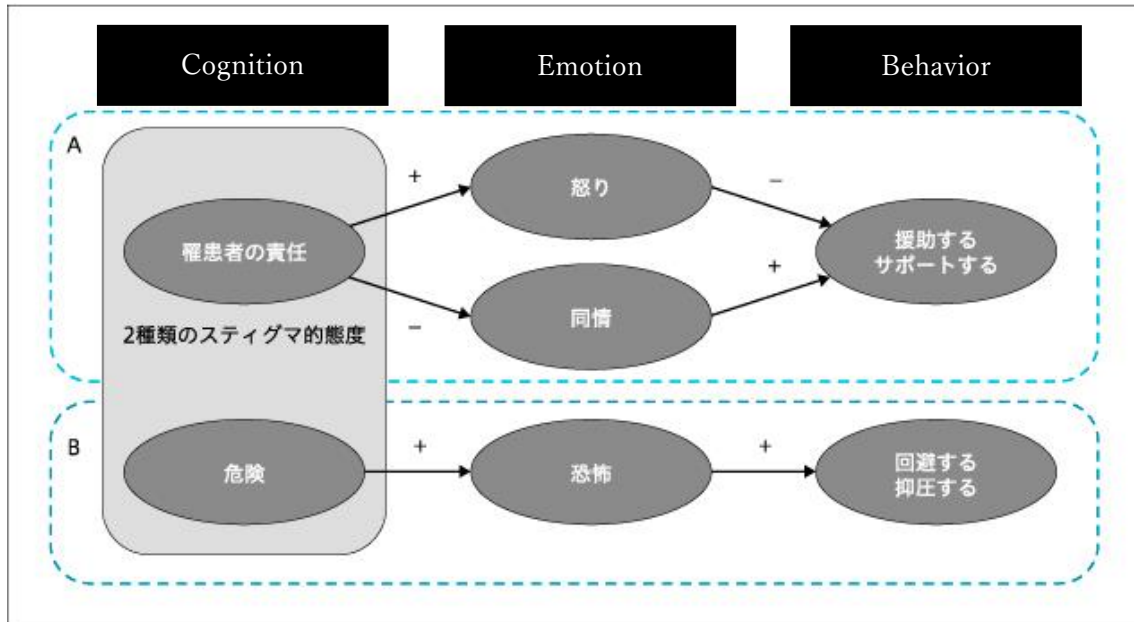 Cognition
Emotion
Behavior
A
+
怒り
−
罹患者の責任
援助する
サポートする
+
−
同情
2種類のスティグマ的態度
B
危険
+
恐怖
+
回避する
抑圧する